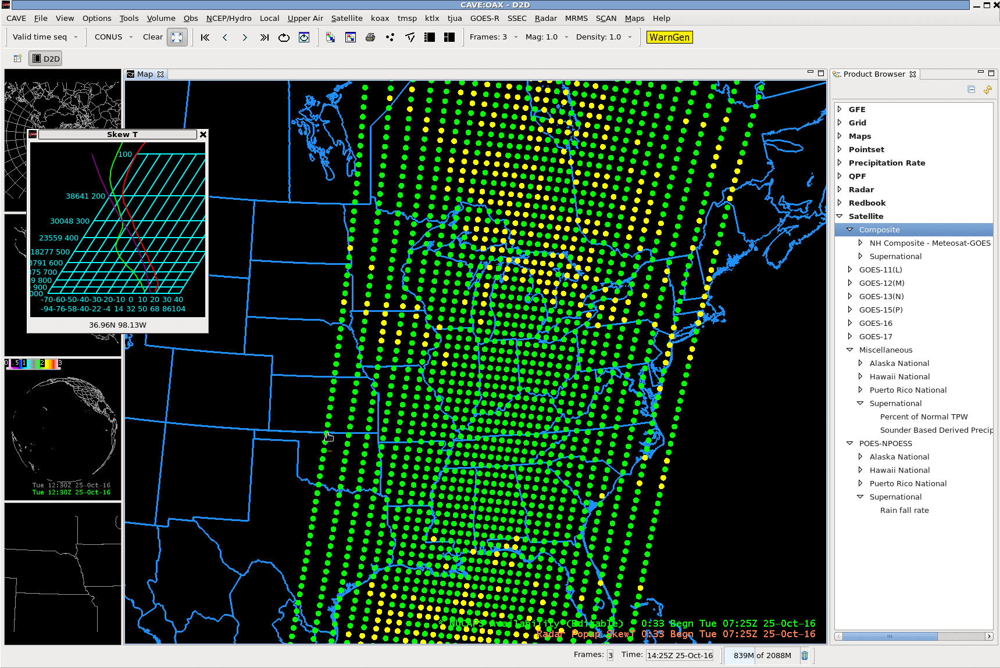 CAVE:OAX - D2D
CAVE File View Options Tools Volume Obs NCEP/Hydro Local Upper Air Satellite koax tmsp ktlx tjua GOES-R SSEC Radar MRMS SCAN Maps Help
Valid time seq CONUS Clear Frames: 3 Mag: 1.0 Density: 1.0 WarnGen
D2D
Map
Skew T
100
38641 200
30048 300
23559 400
18277 500
3791 600
375 700
9 800
900
000
-70-60-50-40-30-20-10 0 10 20 30 40
-94-76-58-40-22 -4 14 32 50 68 86104
36.96N 98.13W
0 .5 1 2 3
Tue 12:30Z 25-Oct-16
Tue 12:30Z 25-Oct-16
NUCAPS Availability (Editable) 0:33 Begn Tue 07:25Z 25-Oct-16
Radar Popup SkewT 0:33 Begn Tue 07:25Z 25-Oct-16
Product Browser
GFE
Grid
Maps
Pointset
Precipitation Rate
QPF
Radar
Redbook
Satellite
Composite
NH Composite - Meteosat-GOES
Supernational
GOES-11(L)
GOES-12(M)
GOES-13(N)
GOES-15(P)
GOES-16
GOES-17
Miscellaneous
Alaska National
Hawaii National
Puerto Rico National
Supernational
Percent of Normal TPW
Sounder Based Derived Precip
POES-NPOESS
Alaska National
Hawaii National
Puerto Rico National
Supernational
Rain fall rate
Frames: 3 Time: 14:25Z 25-Oct-16 839M of 2088M